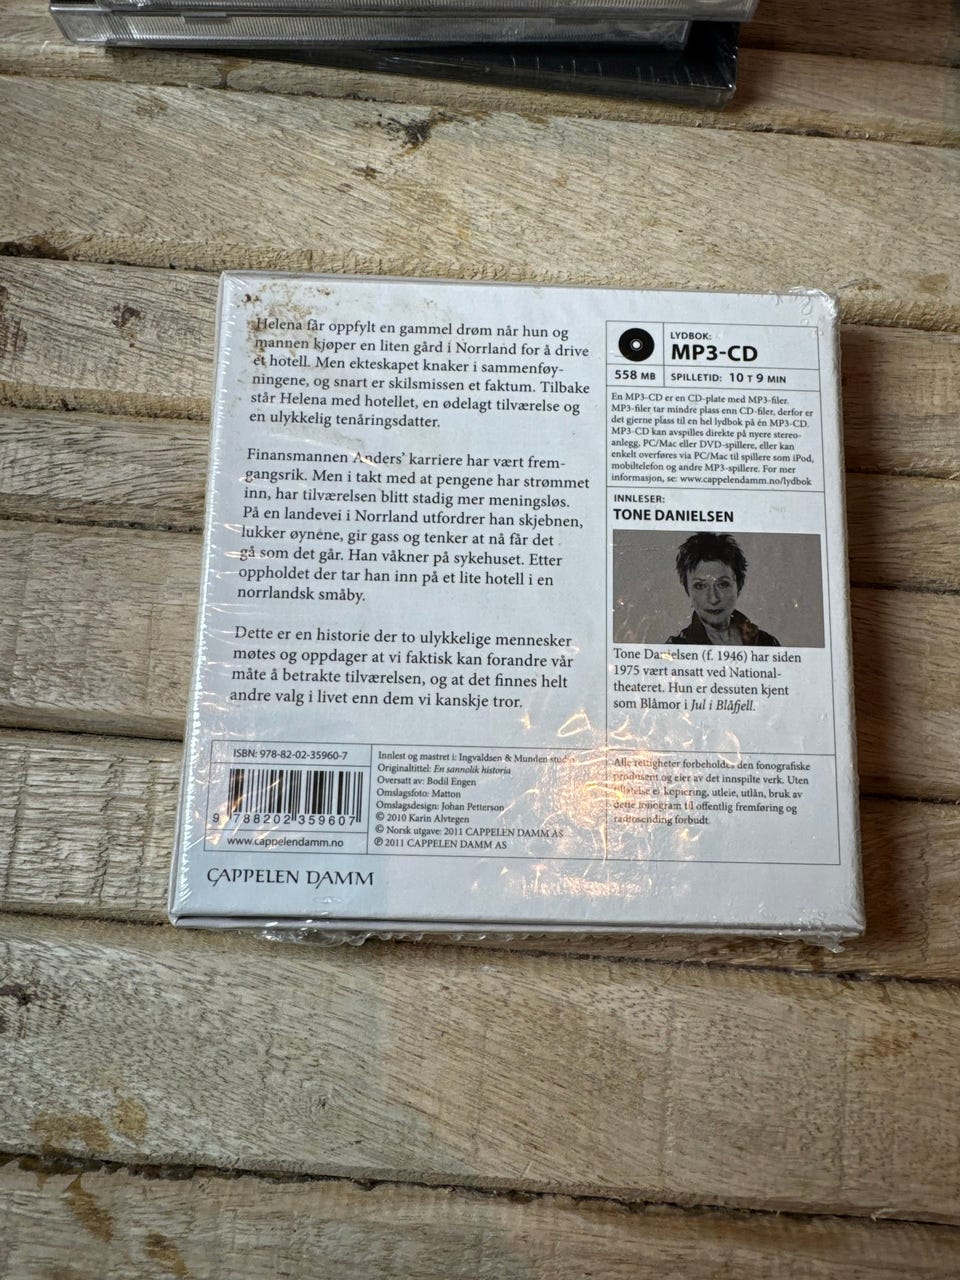 Helena får oppfylt en gammel drøm når hun og
mannen kjøper en liten gård i Norrland for å drive
et hotell. Men ekteskapet knaker i sammenføy-
ningene, og snart er skilsmissen et faktum. Tilbake
står Helena med hotellet, en ødelagt tilværelse og
en ulykkelig tenåringsdatter.
Finansmannen Anders' karriere har vært frem-
gangsrik. Men i takt med at pengene har strømmet
inn, har tilværelsen blitt stadig mer meningsløs.
På en landevei i Norrland utfordrer han skjebnen,
lukker øynene, gir gass og tenker at nå får det
gå som det går. Han våkner på sykehuset. Etter
oppholdet der tar han inn på et lite hotell i en
norrlandsk småby.
Dette er en historie der to ulykkelige mennesker
møtes og oppdager at vi faktisk kan forandre vår
måte å betrakte tilværelsen, og at det finnes helt
andre valg i livet enn dem vi kanskje tror.
LYDBOK:
MP3-CD
558 MB
SPILLETID: 10 T 9 MIN
En MP3-CD er en CD-plate med MP3-filer.
MP3-filer tar mindre plass enn CD-filer, derfor er
det gjerne plass til en hel lydbok på én MP3-CD.
MP3-CD kan avspilles direkte på nyere stereo-
anlegg, PC/Mac eller DVD-spillere, eller kan
enkelt overføres via PC/Mac til spillere som iPod,
mobiltelefon og andre MP3-spillere. For mer
informasjon, se: www.cappelendamm.no/lydbok
INNLESER:
TONE DANIELSEN
Tone Danielsen (f. 1946) har siden
1975 vært ansatt ved National-
theateret. Hun er dessuten kjent
som Blåmor i Jul i Blåfjell.
ISBN: 978-82-02-35960-7
9 788202 359607
www.cappelendamm.no
Innlest og mastret i: Ingvaldsen & Munden studio
Originaltittel: En sannolik historia
Oversatt av: Bodil Engen
Omslagsfoto: Matton
Omslagsdesign: Johan Petterson
© 2010 Karin Alvtegen
© Norsk utgave: 2011 CAPPELEN DAMM AS
℗ 2011 CAPPELEN DAMM AS
Alle rettigheter forbeholdes den fonografiske
produsent og eier av det innspilte verk. Uten
tillatelse er kopiering, utleie, utlån, bruk av
dette fonogram til offentlig fremføring og
radiosending forbudt.
CAPPELEN DAMM